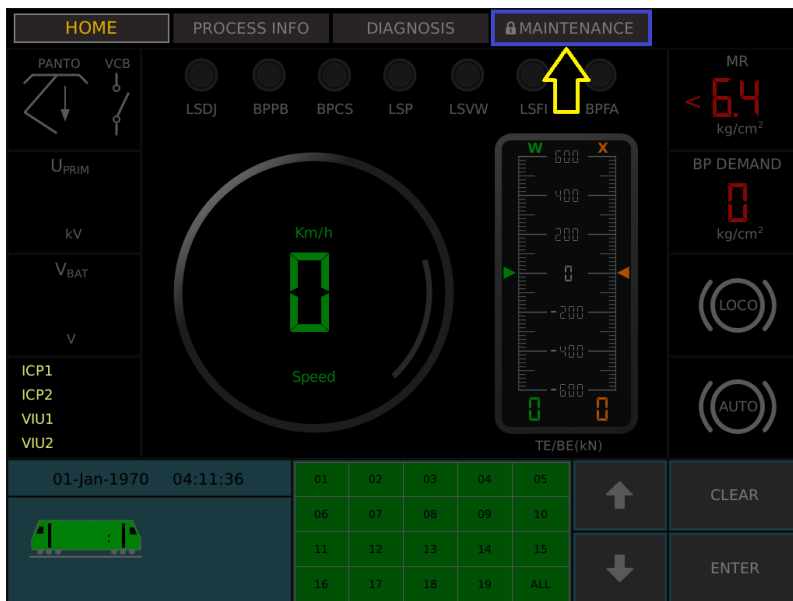 HOME PROCESS INFO DIAGNOSIS MAINTENANCE
PANTO VCB
LSDJ BPPB BPCS LSP LSVW LSFI BPFA
MR
< 6.4
kg/cm²
U PRIM
kV
BP DEMAND
0
kg/cm²
V BAT
V
Km/h
0
Speed
W X
600
400
200
0
-200
-400
-600
0 0
TE/BE(kN)
LOCO
AUTO
ICP1
ICP2
VIU1
VIU2
01-Jan-1970 04:11:36
:
01 02 03 04 05
06 07 08 09 10
11 12 13 14 15
16 17 18 19 ALL
CLEAR
ENTER